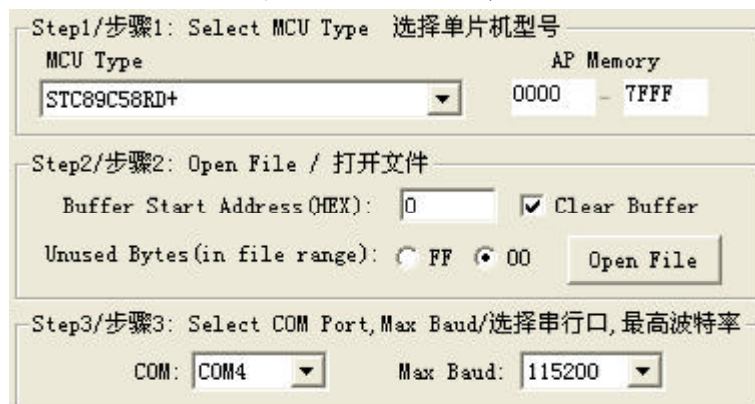 Step1/步骤1: Select MCU Type 选择单片机型号
MCU Type AP Memory
STC89C58RD+ 0000 - 7FFF
Step2/步骤2: Open File / 打开文件
Buffer Start Address(HEX): 0 Clear Buffer
Unused Bytes(in file range): FF 00 Open File
Step3/步骤3: Select COM Port,Max Baud/选择串行口,最高波特率
COM: COM4 Max Baud: 115200